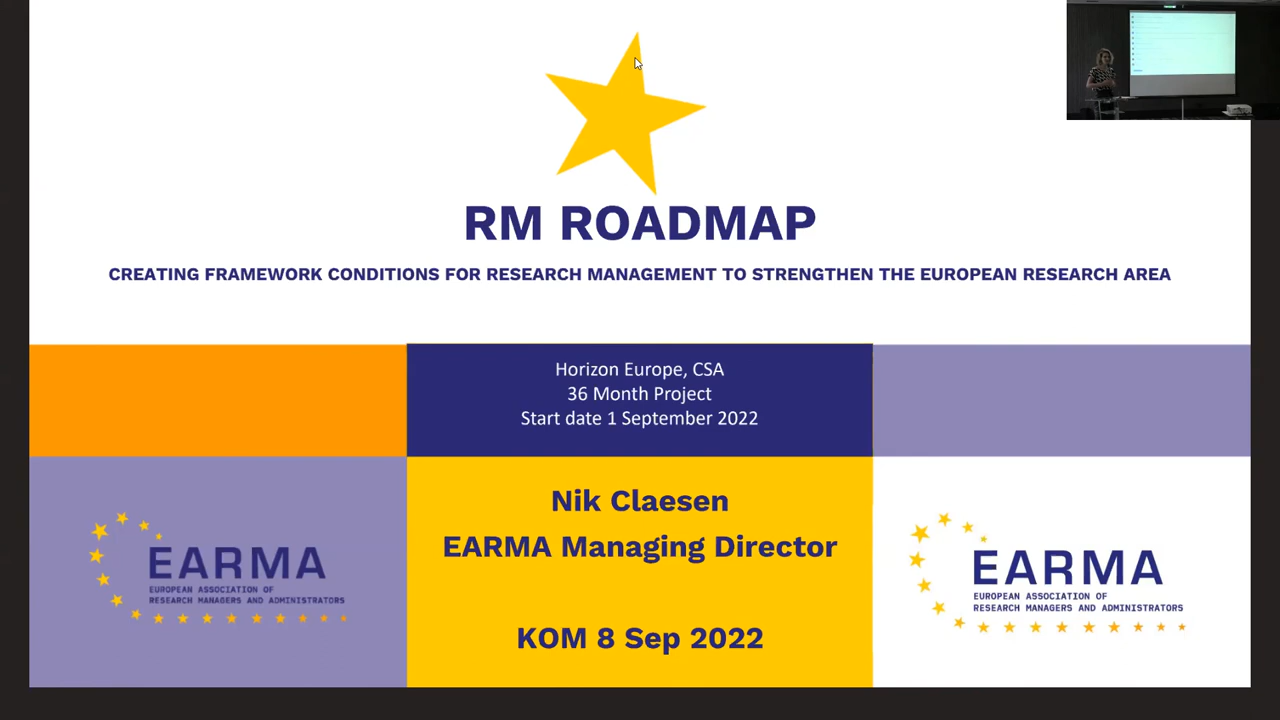 RM ROADMAP
CREATING FRAMEWORK CONDITIONS FOR RESEARCH MANAGEMENT TO STRENGTHEN THE EUROPEAN RESEARCH AREA
Horizon Europe, CSA
36 Month Project
Start date 1 September 2022
Nik Claesen
EARMA Managing Director
KOM 8 Sep 2022
EARMA
EUROPEAN ASSOCIATION OF
RESEARCH MANAGERS AND ADMINISTRATORS
EARMA
EUROPEAN ASSOCIATION OF
RESEARCH MANAGERS AND ADMINISTRATORS